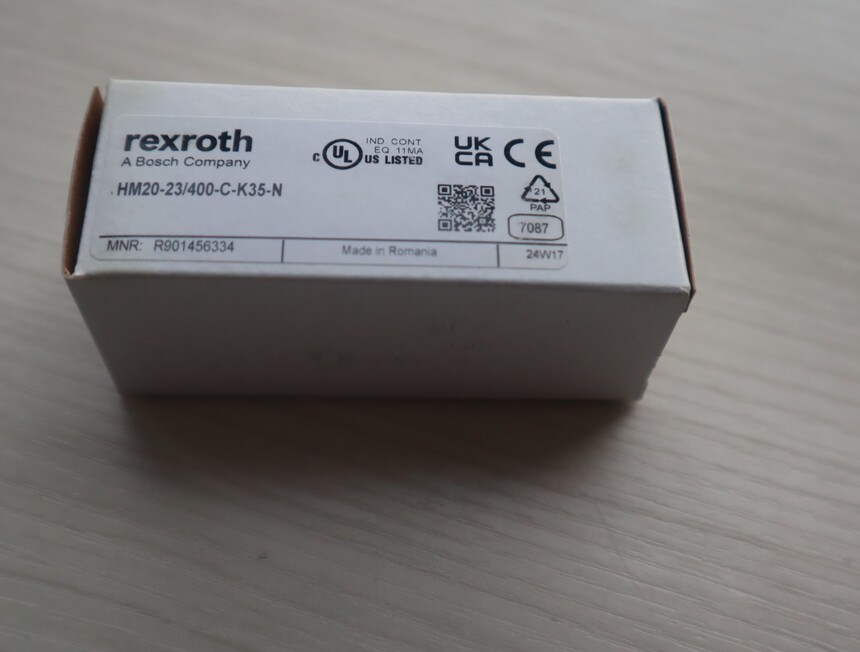 rexroth
A Bosch Company
HM20-23/400-C-K35-N
C UL US LISTED
IND. CONT.
EQ. 11MA
UK
CA CE
21
PAP
7087
MNR: R901456334
Made in Romania
24W17